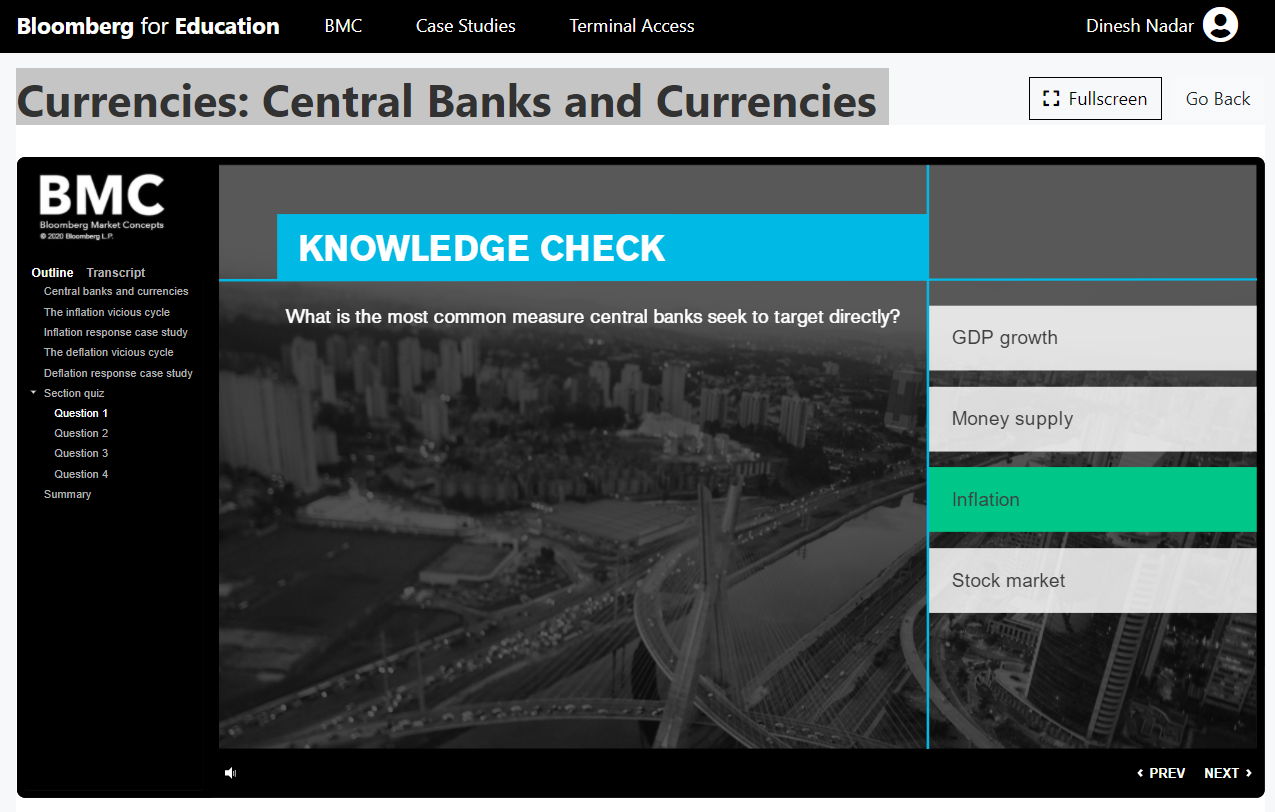 Bloomberg for Education
BMC
Case Studies
Terminal Access
Dinesh Nadar
Currencies: Central Banks and Currencies
Fullscreen
Go Back
BMC
Bloomberg Market Concepts
© 2020 Bloomberg L.P.
Outline
Transcript
Central banks and currencies
The inflation vicious cycle
Inflation response case study
The deflation vicious cycle
Deflation response case study
Section quiz
Question 1
Question 2
Question 3
Question 4
Summary
KNOWLEDGE CHECK
What is the most common measure central banks seek to target directly?
GDP growth
Money supply
Inflation
Stock market
PREV
NEXT